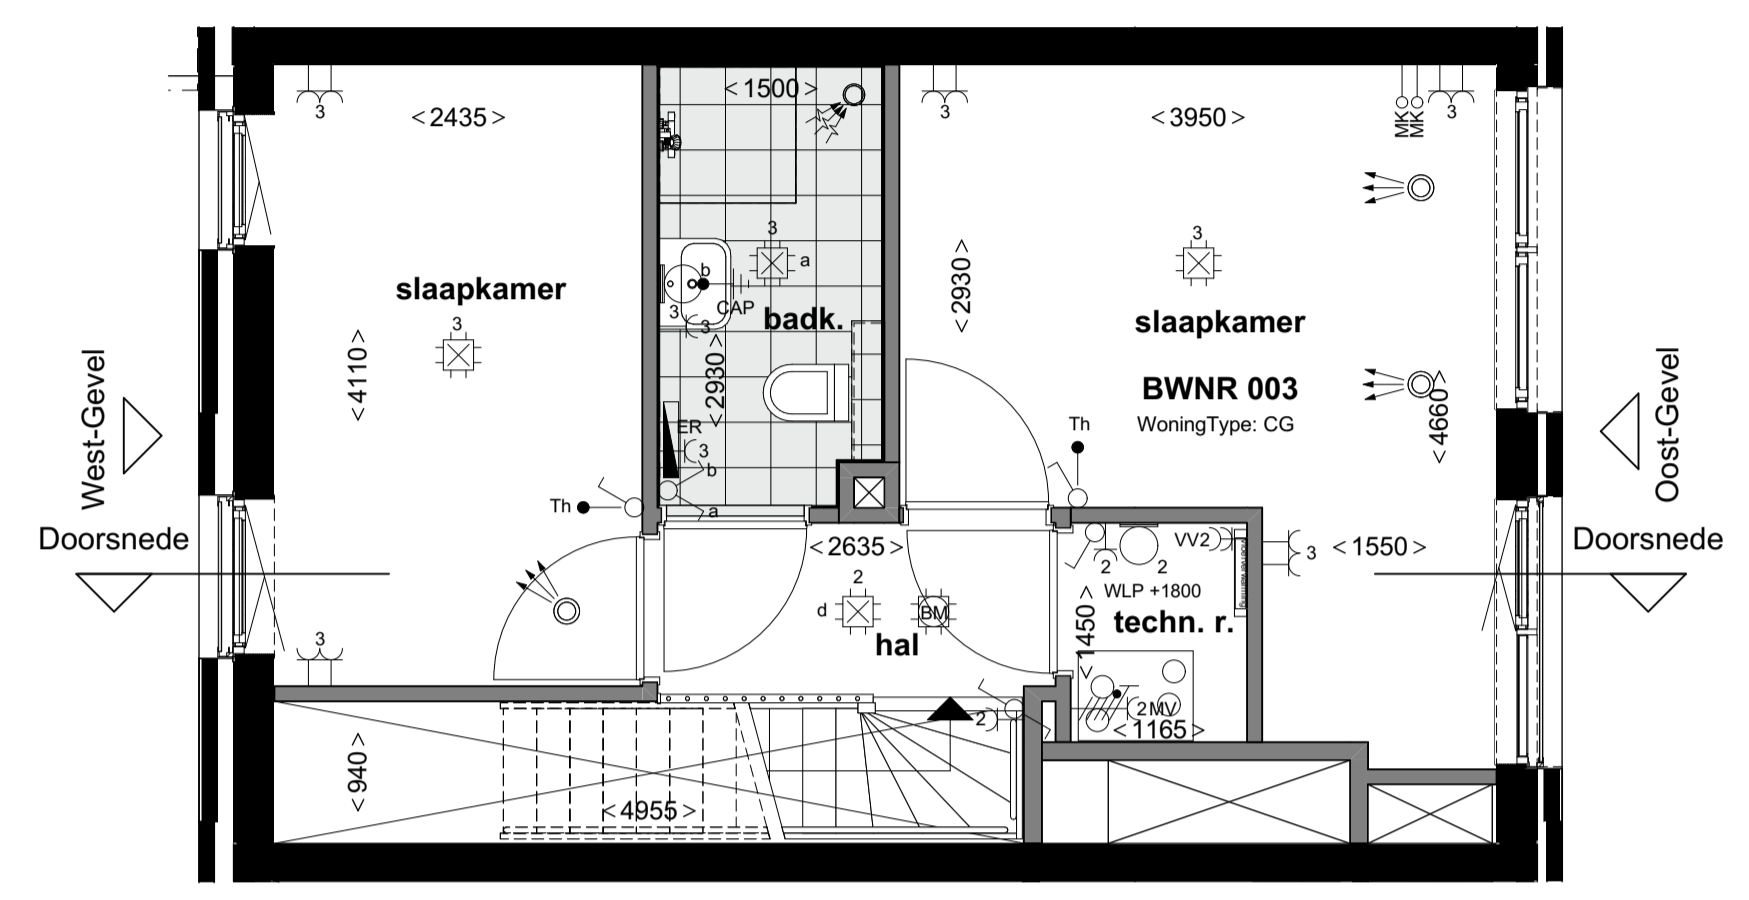 <1500>
3
<2435>
3
<3950>
MK
MK
3
3
a
3
<2930>
slaapkamer
b
3
CAP
3
badk.
slaapkamer
3
<4110>
<2930>
BWNR 003
WoningType: CG
<4660>
West-Gevel
Oost-Gevel
ER
3
b
a
Th
Th
Doorsnede
Doorsnede
<2635>
VV2
3
<1550>
2
2
WLP +1800
2
d
BM
hal
<1450>
techn. r.
3
2
2 MV
<1165>
<940>
<4955>